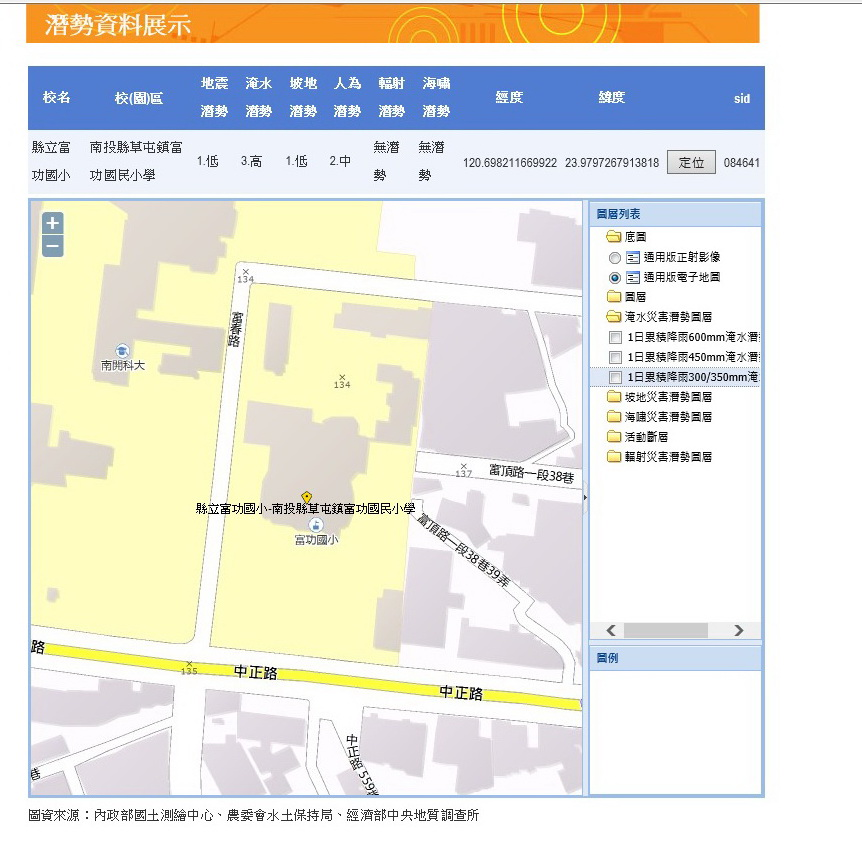 潛勢資料展示
校名 校(園)區 地震潛勢 淹水潛勢 坡地潛勢 人為潛勢 輻射潛勢 海嘯潛勢 經度 緯度 sid
縣立富功國小 南投縣草屯鎮富功國民小學 1.低 3.高 1.低 2.中 無潛勢 無潛勢 120.698211669922 23.9797267913818 定位 084641
+
−
134
富春路
134
南開科大
137
富頂路一段38巷
縣立富功國小-南投縣草屯鎮富功國民小學
富功國小
富頂路一段38巷39弄
路
135
中正路
中正路
中正路559巷
巷
圖層列表
底圖
通用版正射影像
通用版電子地圖
圖層
淹水災害潛勢圖層
1日累積降雨600mm淹水潛
1日累積降雨450mm淹水潛
1日累積降雨300/350mm淹
坡地災害潛勢圖層
海嘯災害潛勢圖層
活動斷層
輻射災害潛勢圖層
圖例
圖資來源：內政部國土測繪中心、農委會水土保持局、經濟部中央地質調查所